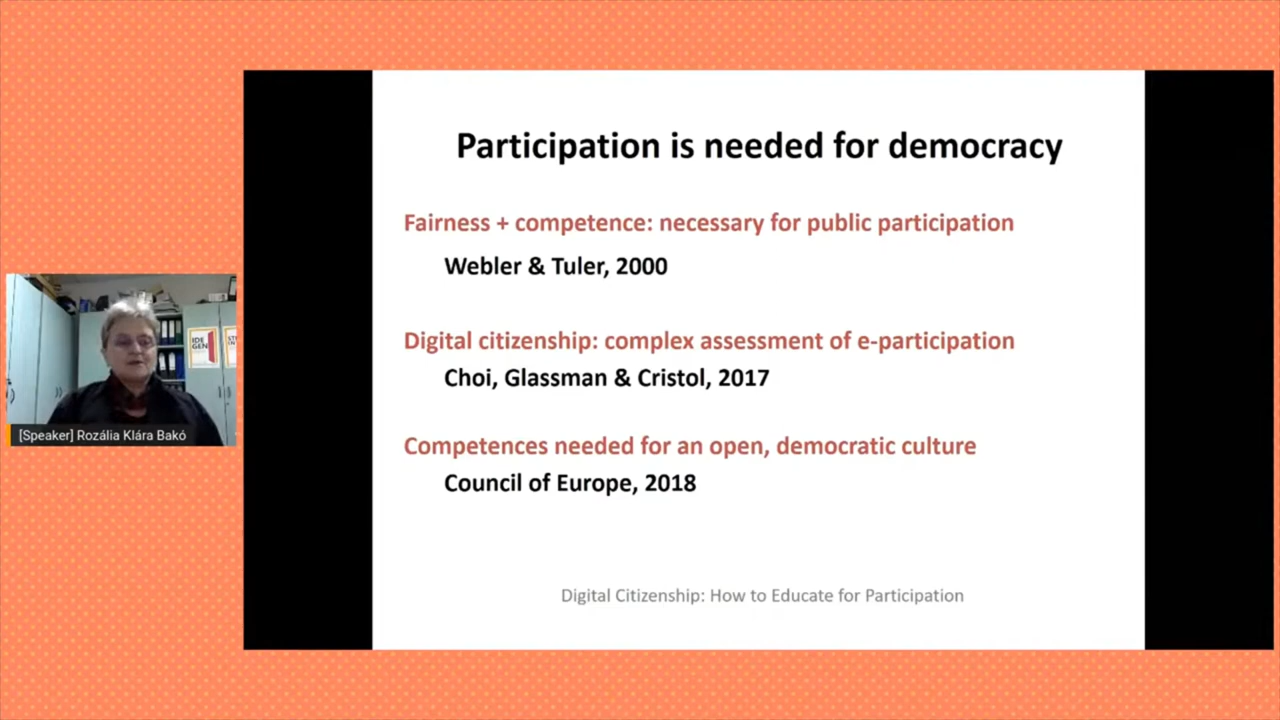 Participation is needed for democracy
Fairness + competence: necessary for public participation
Webler & Tuler, 2000
Digital citizenship: complex assessment of e-participation
Choi, Glassman & Cristol, 2017
Competences needed for an open, democratic culture
Council of Europe, 2018
Digital Citizenship: How to Educate for Participation
IDE
GEN
[Speaker] Rozália Klára Bakó